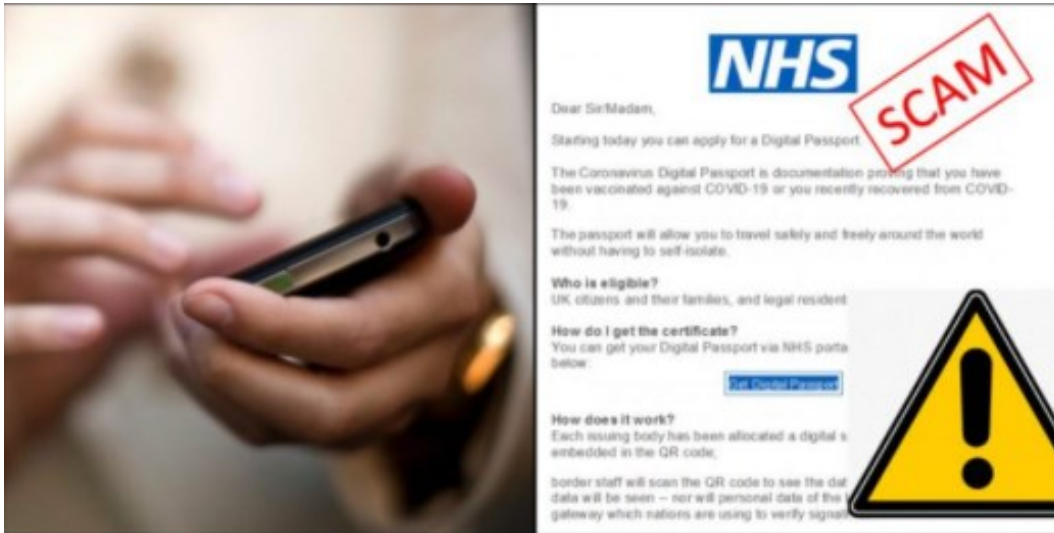 NHS
SCAM
Dear Sir/Madam,
Starting today you can apply for a Digital Passport
The Coronavirus Digital Passport is documentation proving that you have
been vaccinated against COVID-19 or you recently recovered from COVID-
19.
The passport will allow you to travel safely and freely around the world
without having to self-isolate.
Who is eligible?
UK citizens and their families, and legal resident
How do I get the certificate?
You can get your Digital Passport via NHS porta
below:
Get Digital Passport
How does it work?
Each issuing body has been allocated a digital s
embedded in the QR code;
border staff will scan the QR code to see the dat
data will be seen – nor will personal data of the
gateway which nations are using to verify signat